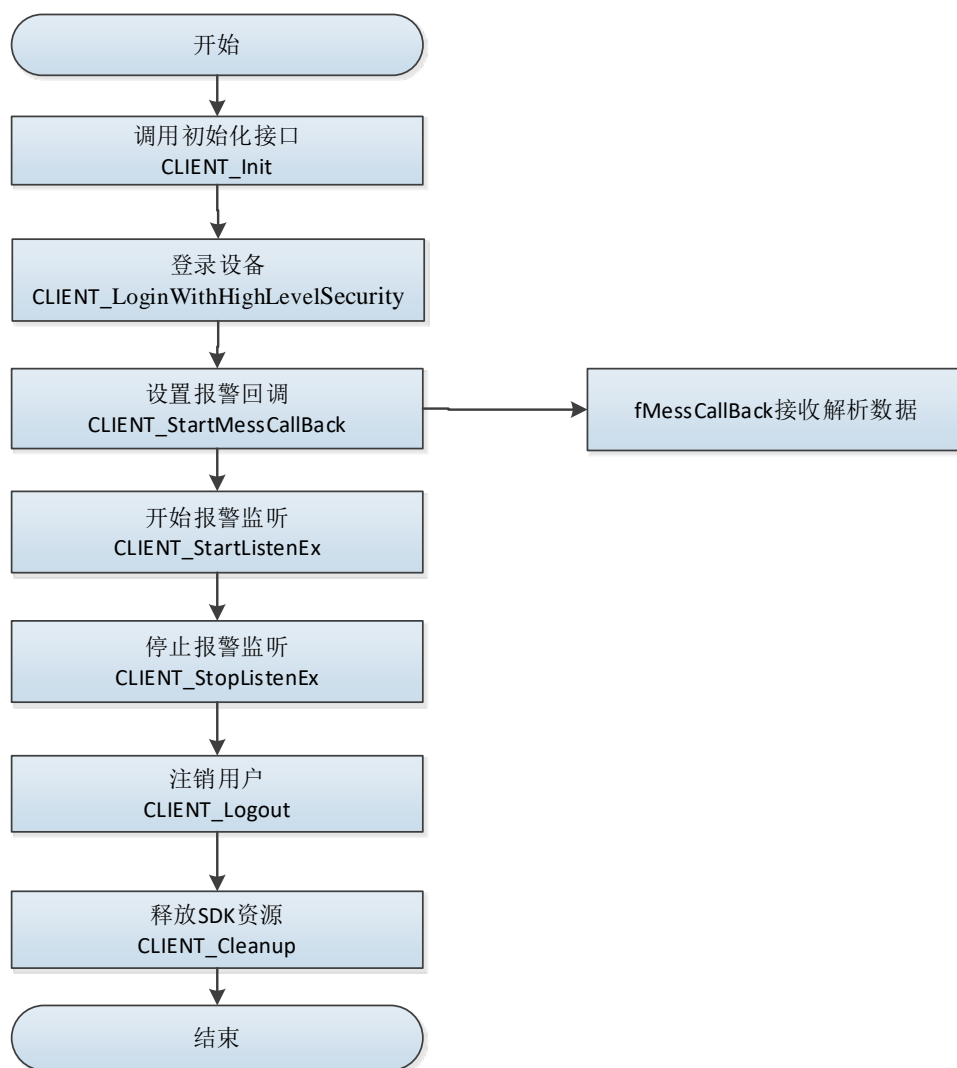 开始
调用初始化接口
CLIENT_Init
登录设备
CLIENT_LoginWithHighLevelSecurity
设置报警回调
CLIENT_StartMessCallBack
fMessCallBack接收解析数据
开始报警监听
CLIENT_StartListenEx
停止报警监听
CLIENT_StopListenEx
注销用户
CLIENT_Logout
释放SDK资源
CLIENT_Cleanup
结束